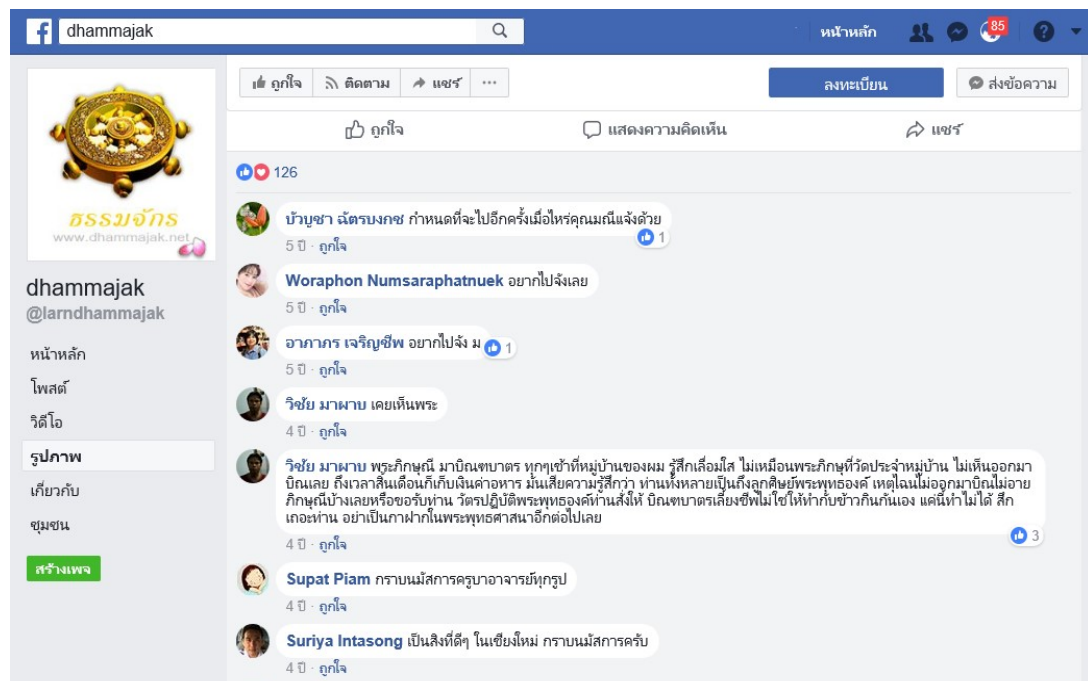 dhammajak
หน้าหลัก
85
ถูกใจ ติดตาม แชร์
ลงทะเบียน ส่งข้อความ
ธรรมจักร
www.dhammajak.net
dhammajak
@larndhammajak
หน้าหลัก
โพสต์
วิดีโอ
รูปภาพ
เกี่ยวกับ
ชุมชน
สร้างเพจ
ถูกใจ แสดงความคิดเห็น แชร์
126
บัวบูชา ฉัตรบงกช กำหนดที่จะไปอีกครั้งเมื่อไหร่คุณมณีแจ้งด้วย
1
5 ปี · ถูกใจ
Woraphon Numsaraphatnuek อยากไปจังเลย
5 ปี · ถูกใจ
อาภาภร เจริญชีพ อยากไปจัง ม
1
5 ปี · ถูกใจ
วิชัย มาผาบ เคยเห็นพระ
4 ปี · ถูกใจ
วิชัย มาผาบ พระภิกษุณี มาบิณฑบาตร ทุกๆเช้าที่หมู่บ้านของผม รู้สึกเลื่อมใส ไม่เหมือนพระภิกษุที่วัดประจำหมู่บ้าน ไม่เห็นออกมา
บิณเลย ถึงเวลาสิ้นเดือนก็เก็บเงินค่าอาหาร มันเสียความรู้สึกว่า ท่านทั้งหลายเป็นถึงลูกศิษย์พระพุทธองค์ เหตุไฉนไม่ออกมาบิณไม่อาย
ภิกษุณีบ้างเลยหรือขอรับท่าน วัตรปฏิบัติพระพุทธองค์ท่านสั่งให้ บิณฑบาตรเลี้ยงชีพไม่ใช่ให้ทำกับข้าวกินกันเอง แค่นี้ทำไม่ได้ สึก
เถอะท่าน อย่าเป็นกาฝากในพระพุทธศาสนาอีกต่อไปเลย
3
4 ปี · ถูกใจ
Supat Piam กราบนมัสการครูบาอาจารย์ทุกรูป
4 ปี · ถูกใจ
Suriya Intasong เป็นสิ่งที่ดีๆ ในเชียงใหม่ กราบนมัสการครับ
4 ปี · ถูกใจ